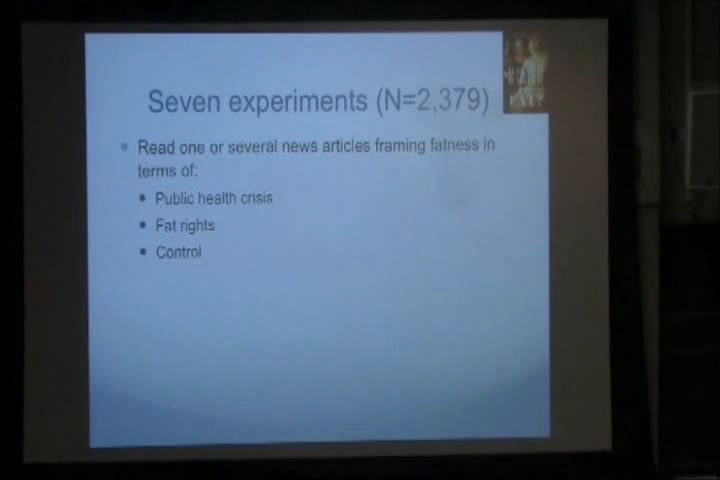 Seven experiments (N=2,379)
Read one or several news articles framing fatness in
terms of:
Public health crisis
Fat rights
Control
FAT?